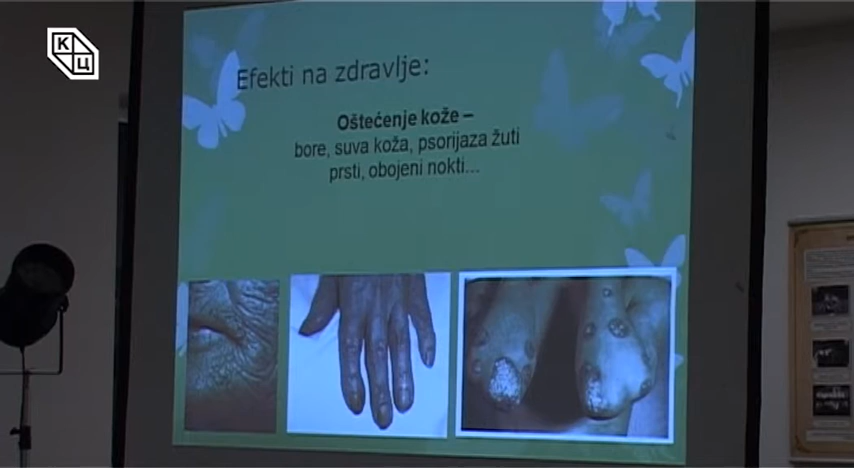 К
Ц
Efekti na zdravlje:
Oštećenje kože –
bore, suva koža, psorijaza žuti
prsti, obojeni nokti...